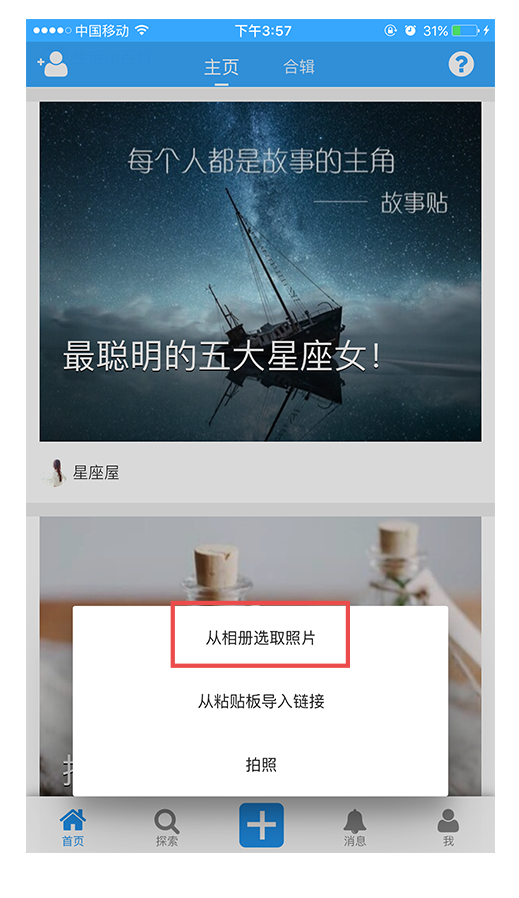 中国移动 下午3:57 31%
主页 合辑
每个人都是故事的主角
—— 故事贴
最聪明的五大星座女!
星座屋
从相册选取照片
从粘贴板导入链接
拍照
首页 探索 消息 我